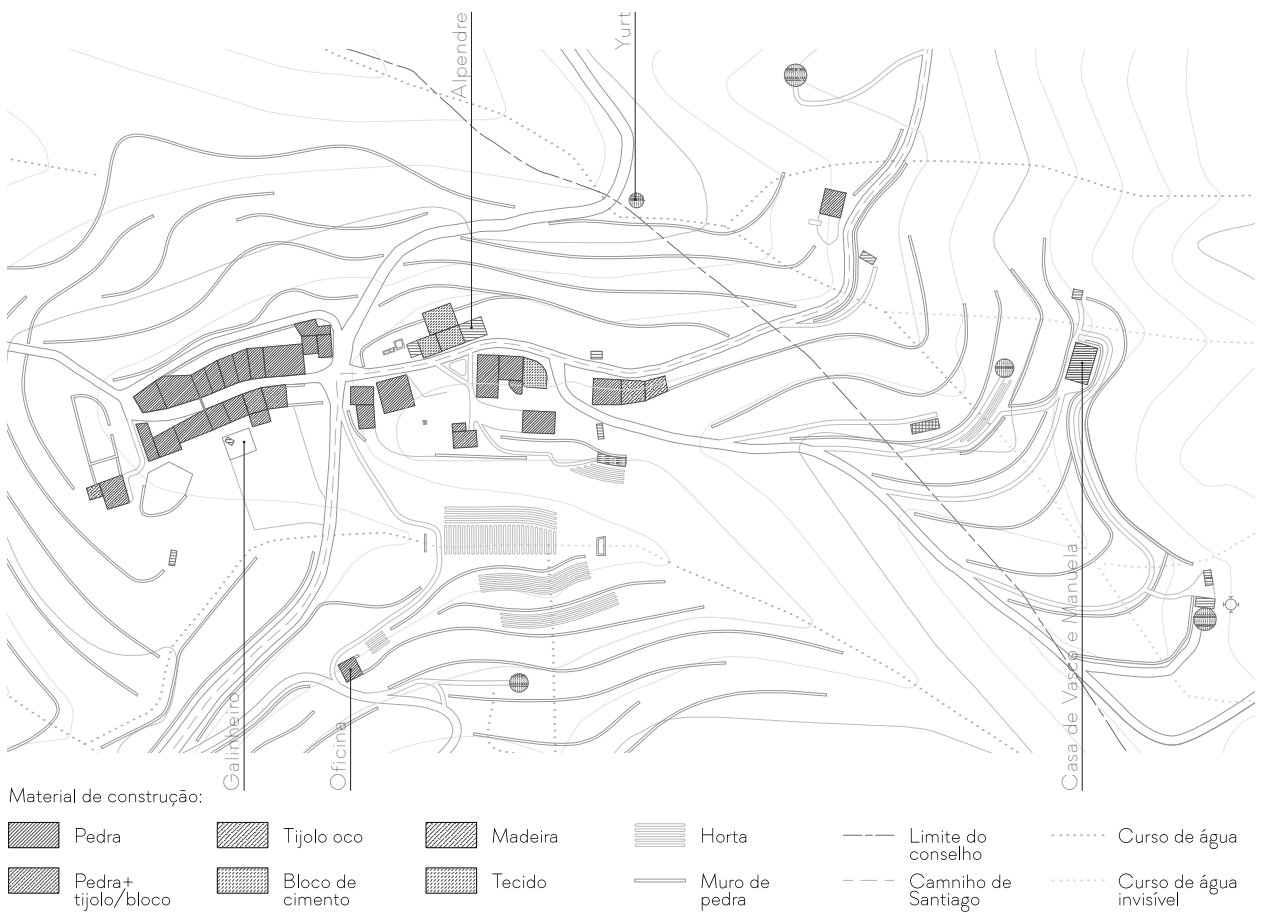 Alpendre
Yurt
Galinheiro
Oficina
Casa de Vasco e Manuela
Material de construção:
Pedra
Tijolo oco
Madeira
Horta
Limite do
conselho
Curso de água
Pedra+
tijolo/bloco
Bloco de
cimento
Tecido
Muro de
pedra
Camniho de
Santiago
Curso de água
invisível